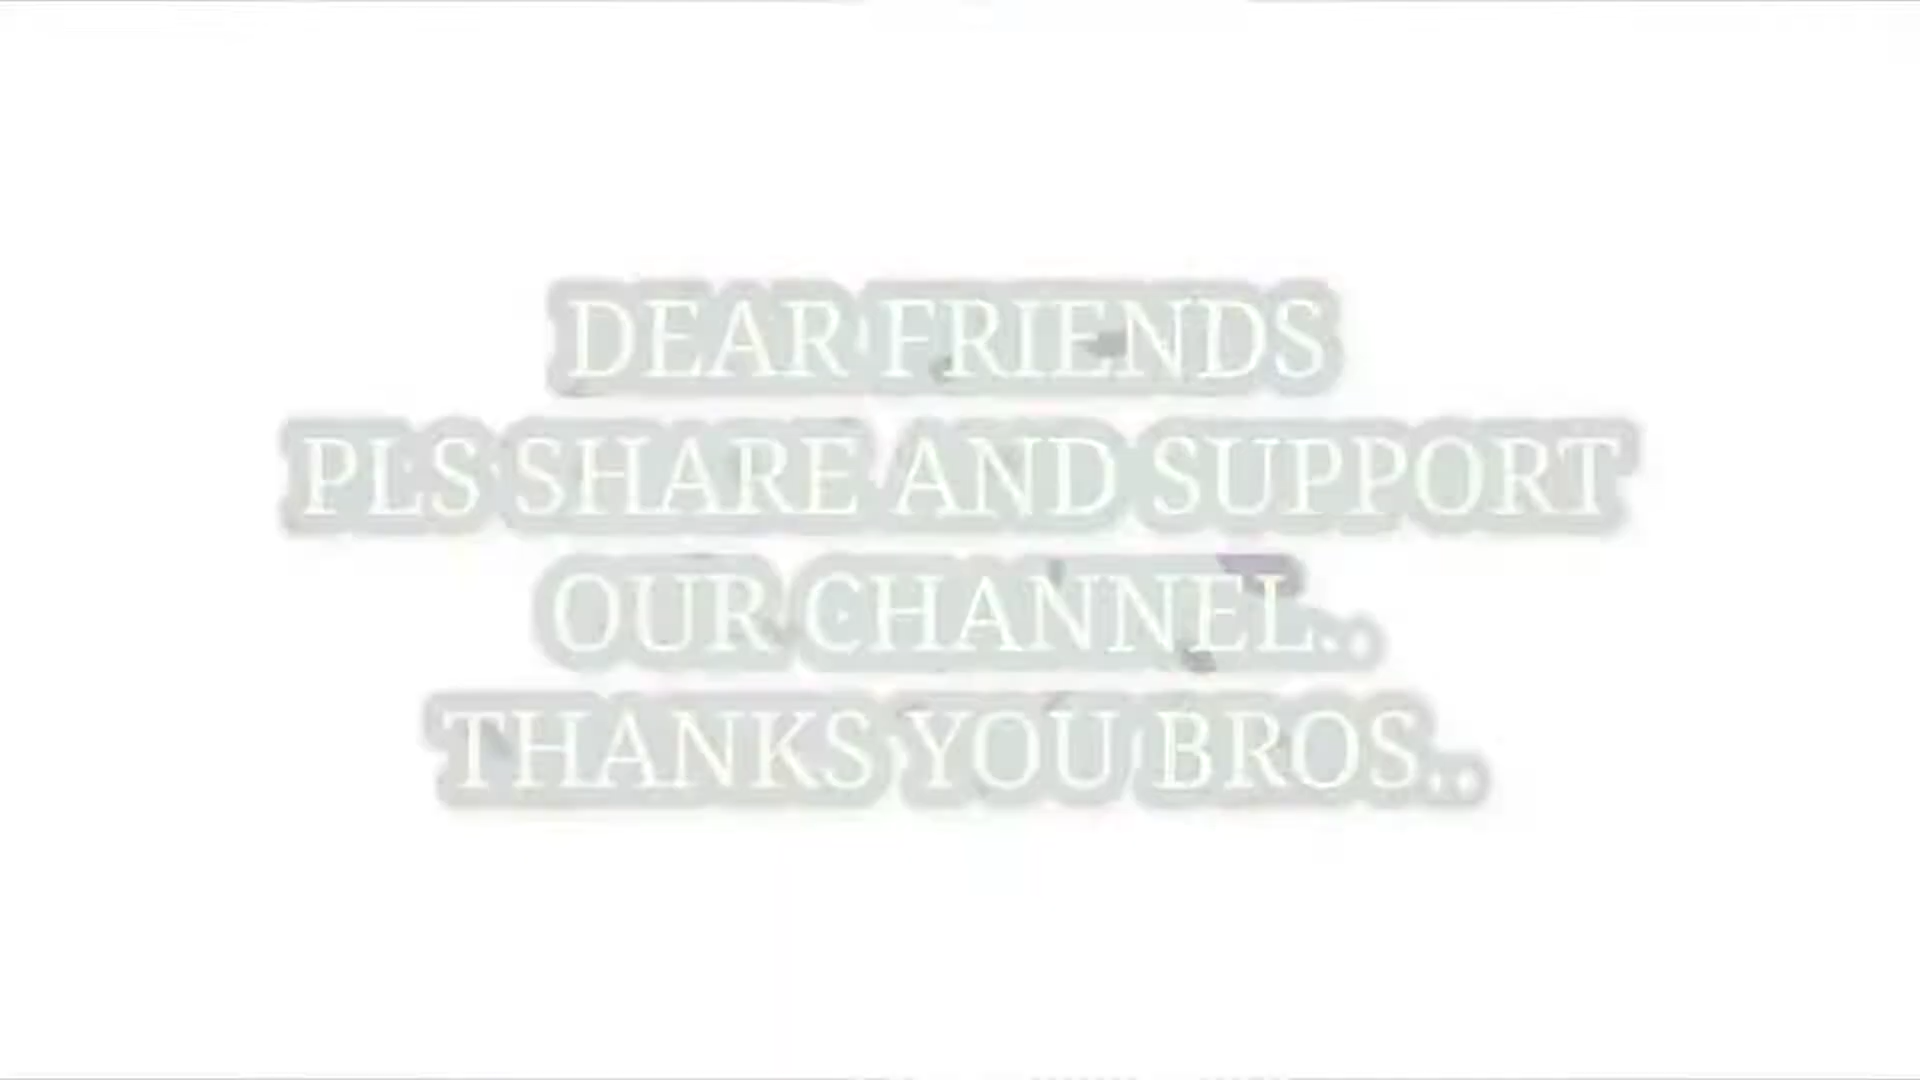 DEAR FRIENDS
PLS SHARE AND SUPPORT
OUR CHANNEL..
THANKS YOU BROS..